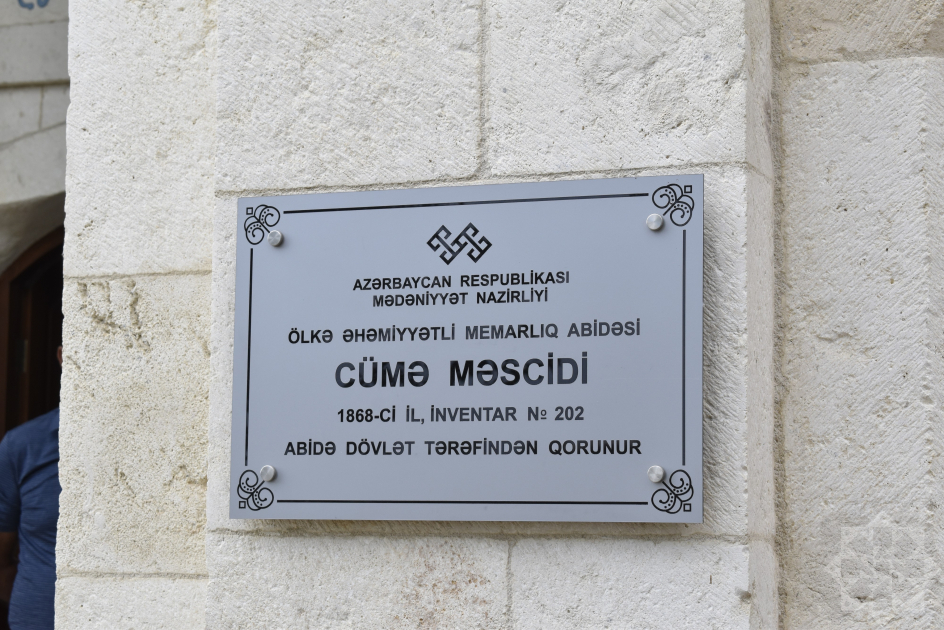 AZƏRBAYCAN RESPUBLİKASI
MƏDƏNİYYƏT NAZİRLİYİ
ÖLKƏ ƏHƏMİYYƏTLİ MEMARLIQ ABİDƏSİ
CÜMƏ MƏSCİDİ
1868-Cİ İL, İNVENTAR № 202
ABİDƏ DÖVLƏT TƏRƏFİNDƏN QORUNUR